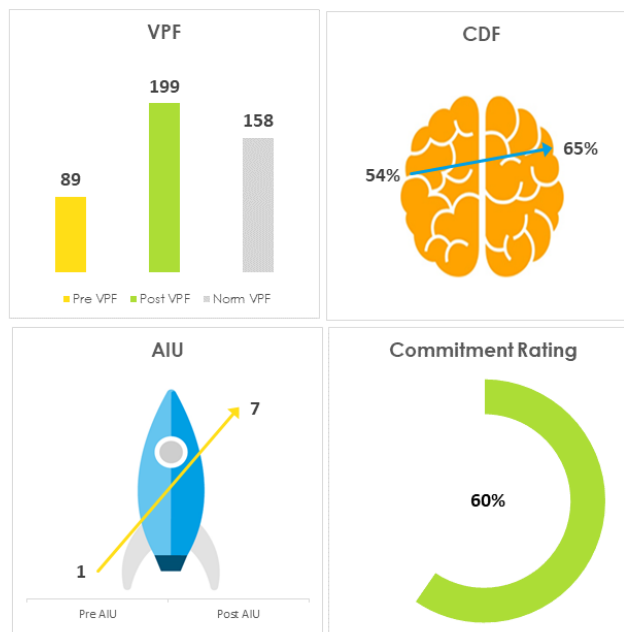 VPF
199
158
89
Pre VPF Post VPF Norm VPF
CDF
65%
54%
AIU
7
1
Pre AIU Post AIU
Commitment Rating
60%